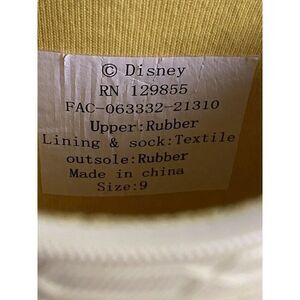 © Disney
RN 129855
FAC-063332-21310
Upper:Rubber
Lining & sock:Textile
outsole:Rubber
Made in china
Size:9